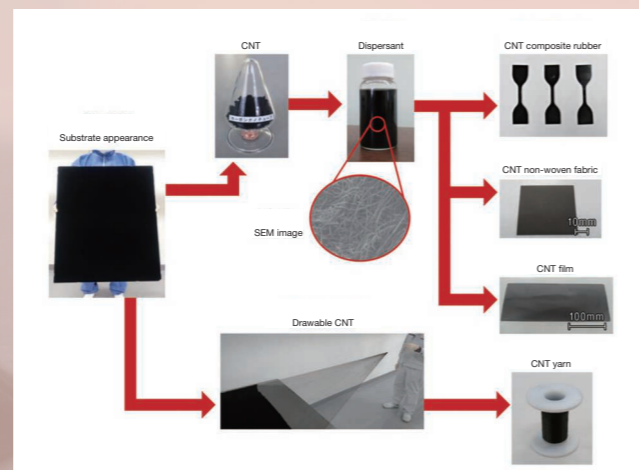 CNT
Dispersant
CNT composite rubber
Substrate appearance
SEM image
CNT non-woven fabric
10mm
CNT film
100mm
Drawable CNT
CNT yarn